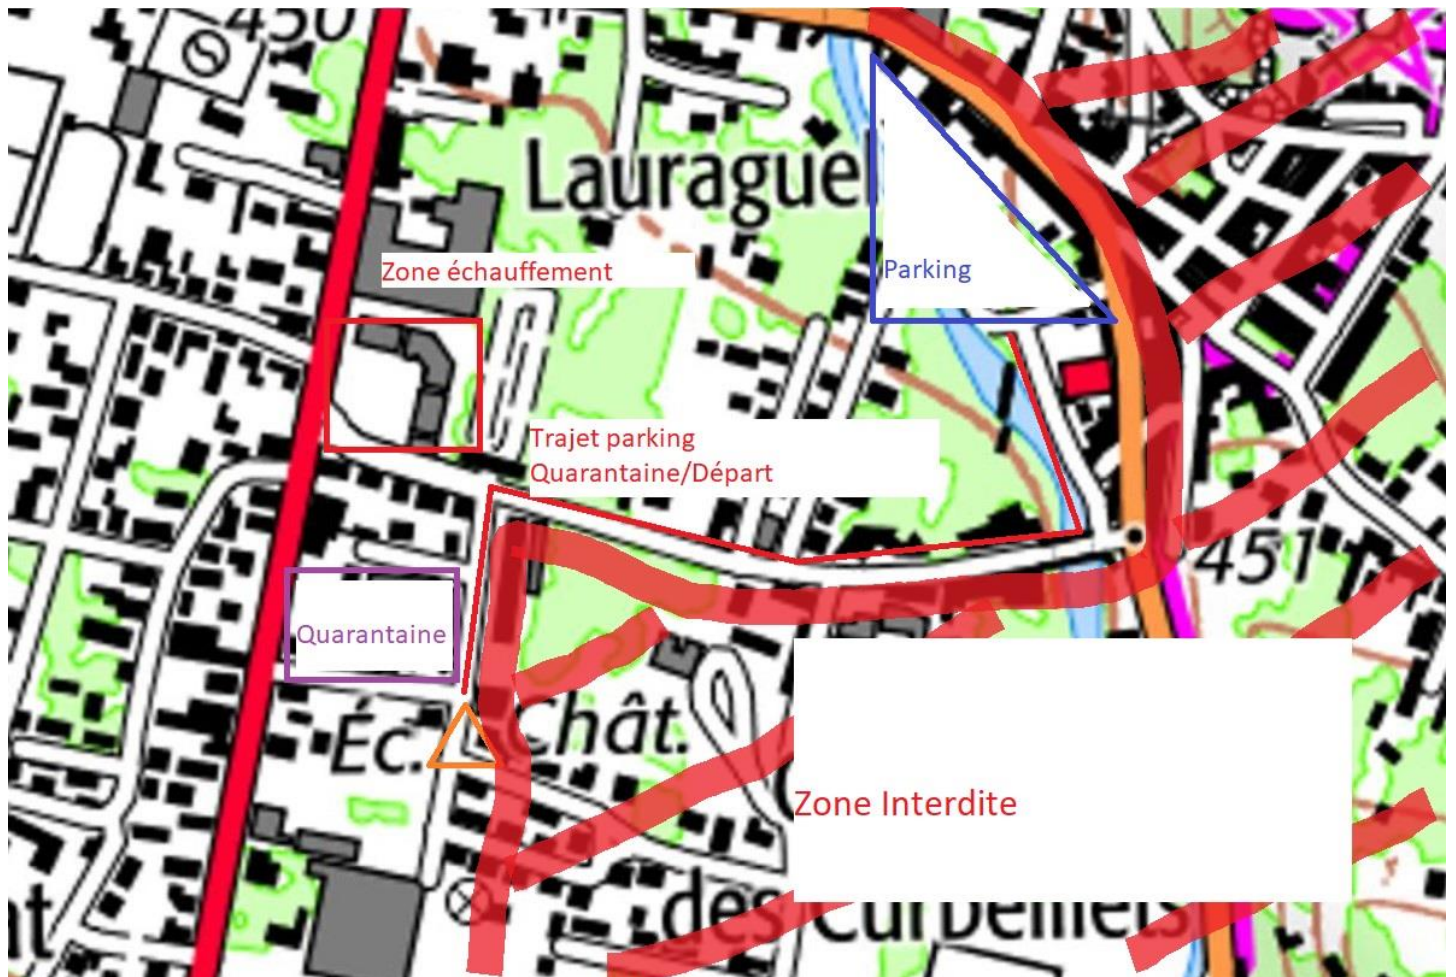 450
Lauraguel
Zone échauffement
Parking
Trajet parking
Quarantaine/Départ
451
Quarantaine
Éc.
Chât.
Zone Interdite
des